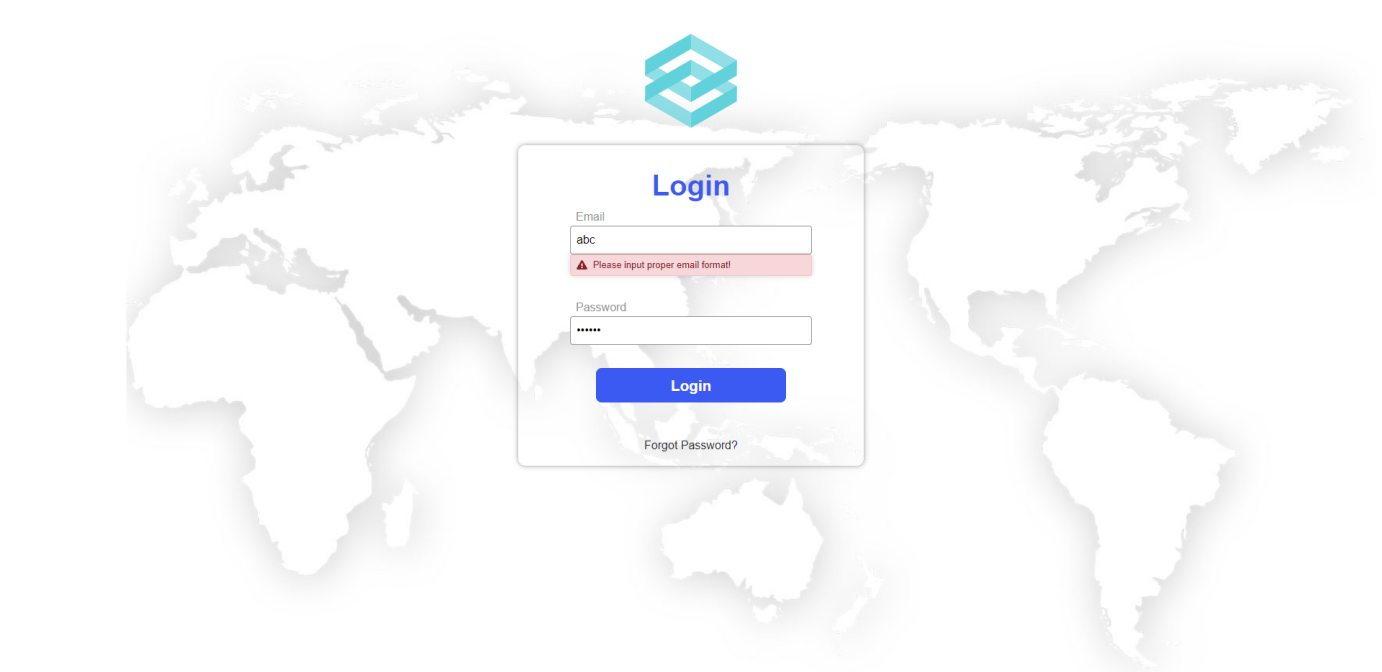 Login
Email
abc
Please input proper email format!
Password
••••••
Login
Forgot Password?